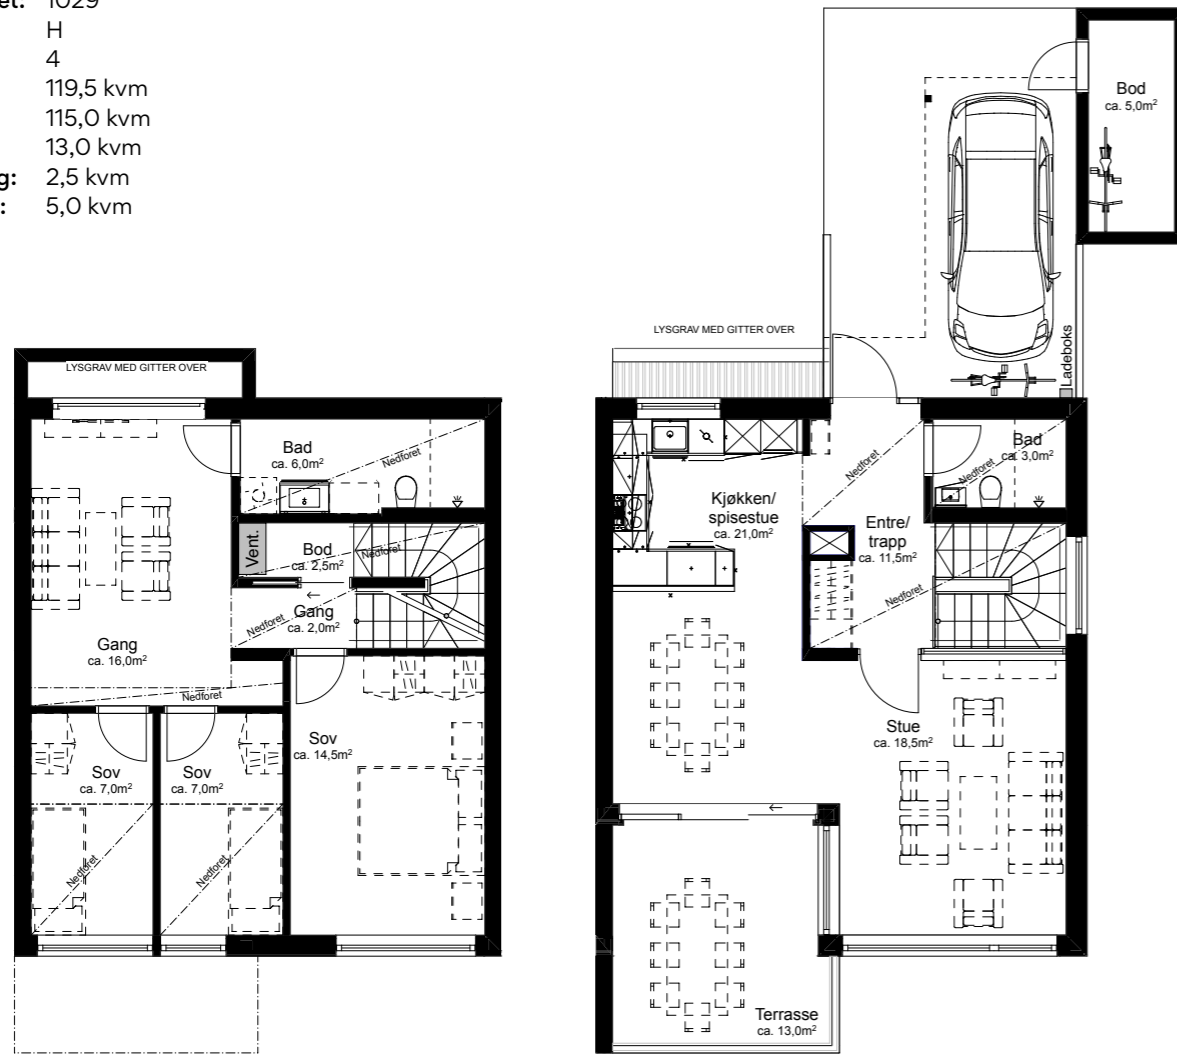 et: 1029
H
4
119,5 kvm
115,0 kvm
13,0 kvm
g: 2,5 kvm
: 5,0 kvm
LYSGRAV MED GITTER OVER
Bad
ca. 6,0m²
Nedforet
Vent.
Bod
ca. 2,5m²
Nedforet
Gang
ca. 2,0m²
Nedforet
Gang
ca. 16,0m²
Nedforet
Sov
ca. 14,5m²
Sov
ca. 7,0m²
Nedforet
Sov
ca. 7,0m²
Nedforet
Bod
ca. 5,0m²
Ladeboks
LYSGRAV MED GITTER OVER
Kjøkken/
spisestue
ca. 21,0m²
Nedforet
Bad
ca. 3,0m²
Nedforet
Entre/
trapp
ca. 11,5m²
Nedforet
Stue
ca. 18,5m²
Terrasse
ca. 13,0m²